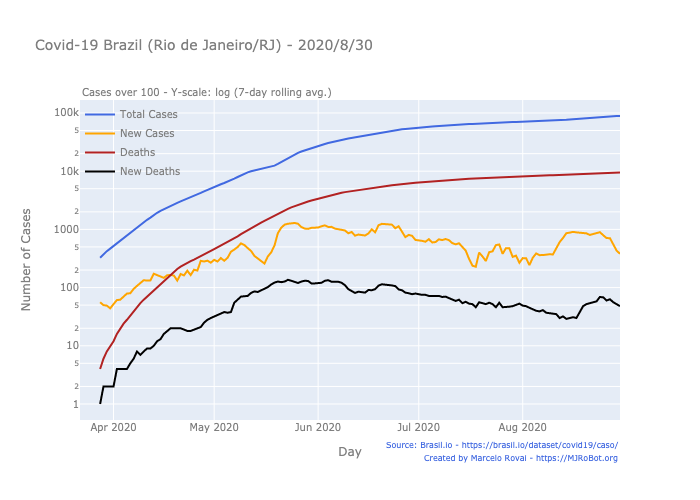 Covid-19 Brazil (Rio de Janeiro/RJ) - 2020/8/30
Cases over 100 - Y-scale: log (7-day rolling avg.)
Total Cases
New Cases
Deaths
New Deaths
100k
5
2
10k
5
2
1000
5
2
100
5
2
10
5
2
1
Number of Cases
Apr 2020
May 2020
Jun 2020
Jul 2020
Aug 2020
Day
Source: Brasil.io - https://brasil.io/dataset/covid19/caso/
Created by Marcelo Rovai - https://MJRoBot.org